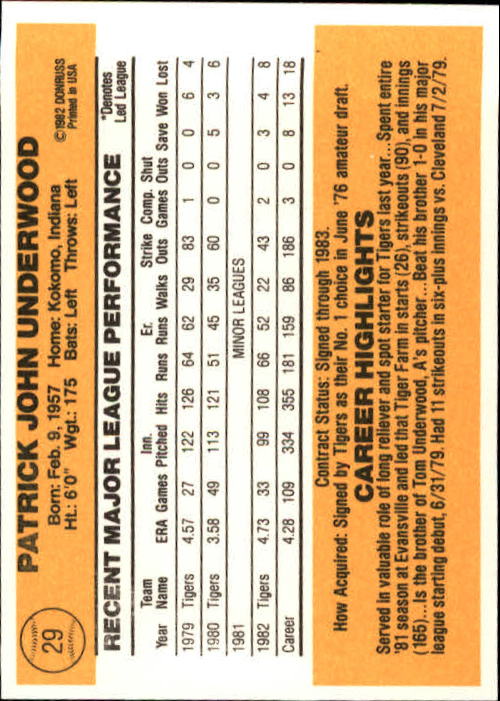 29
PATRICK JOHN UNDERWOOD
Born: Feb. 9, 1957 Home: Kokomo, Indiana
Ht.: 6'0" Wgt.: 175 Bats: Left Throws: Left
©1982 DONRUSS
Printed in USA
RECENT MAJOR LEAGUE PERFORMANCE
*Denotes
Led League
Team Inn. Er. Strike Comp. Shut
Year Name ERA Games Pitched Hits Runs Runs Walks Outs Games Outs Save Won Lost
1979 Tigers 4.57 27 122 126 64 62 29 83 1 0 0 6 4
1980 Tigers 3.58 49 113 121 51 45 35 60 0 0 5 3 6
1981 MINOR LEAGUES
1982 Tigers 4.73 33 99 108 66 52 22 43 2 0 3 4 8
Career 4.28 109 334 355 181 159 86 186 3 0 8 13 18
Contract Status: Signed through 1983.
How Acquired: Signed by Tigers as their No. 1 choice in June '76 amateur draft.
CAREER HIGHLIGHTS
Served in valuable role of long reliever and spot starter for Tigers last year...Spent entire
'81 season at Evansville and led that Tiger Farm in starts (26), strikeouts (90), and innings
(165)...Is the brother of Tom Underwood, A's pitcher...Beat his brother 1-0 in his major
league starting debut, 6/31/79. Had 11 strikeouts in six-plus innings vs. Cleveland 7/2/79.